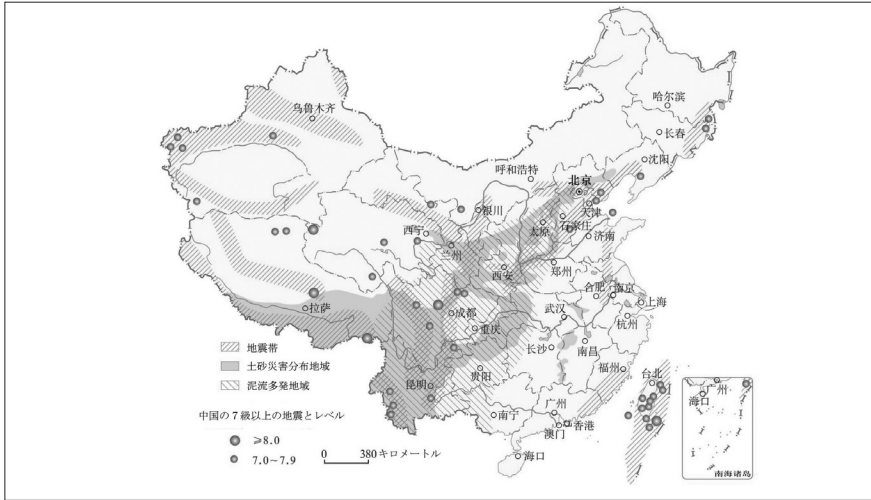 哈尔滨
乌鲁木齐
长春
沈阳
呼和浩特
北京
天津
银川
石家庄
太原
济南
西宁
兰州
西安
郑州
合肥
南京
上海
拉萨
成都
武汉
杭州
重庆
长沙
南昌
贵阳
福州
台北
昆明
南宁
广州
香港
澳门
海口
广州
海口
南海诸岛
地震帯
土砂災害分布地域
泥流多発地域
中国の7級以上の地震とレベル
≥8.0
7.0~7.9
0 380キロメートル